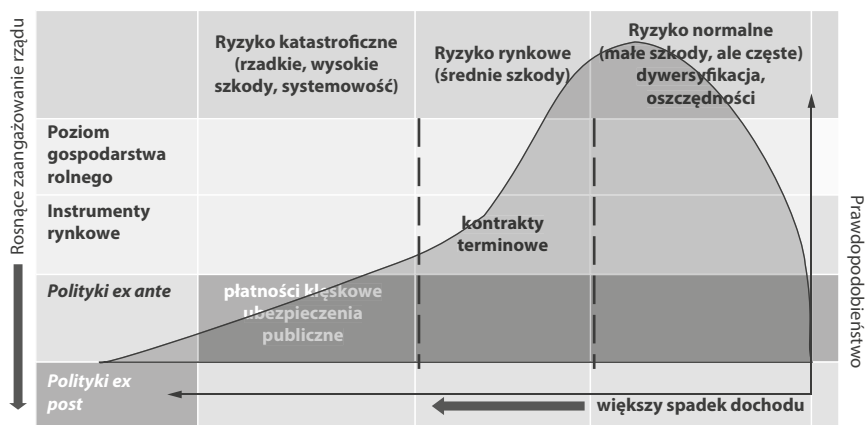 Rosnące zaangażowanie rządu
Ryzyko katastroficzne
(rzadkie, wysokie
szkody, systemowość)
Ryzyko rynkowe
(średnie szkody)
Ryzyko normalne
(małe szkody, ale częste)
dywersyfikacja,
oszczędności
Poziom
gospodarstwa
rolnego
Instrumenty
rynkowe
kontrakty
terminowe
Polityki ex ante
płatności klęskowe
ubezpieczenia
publiczne
Polityki ex
post
większy spadek dochodu
Prawdopodobieństwo